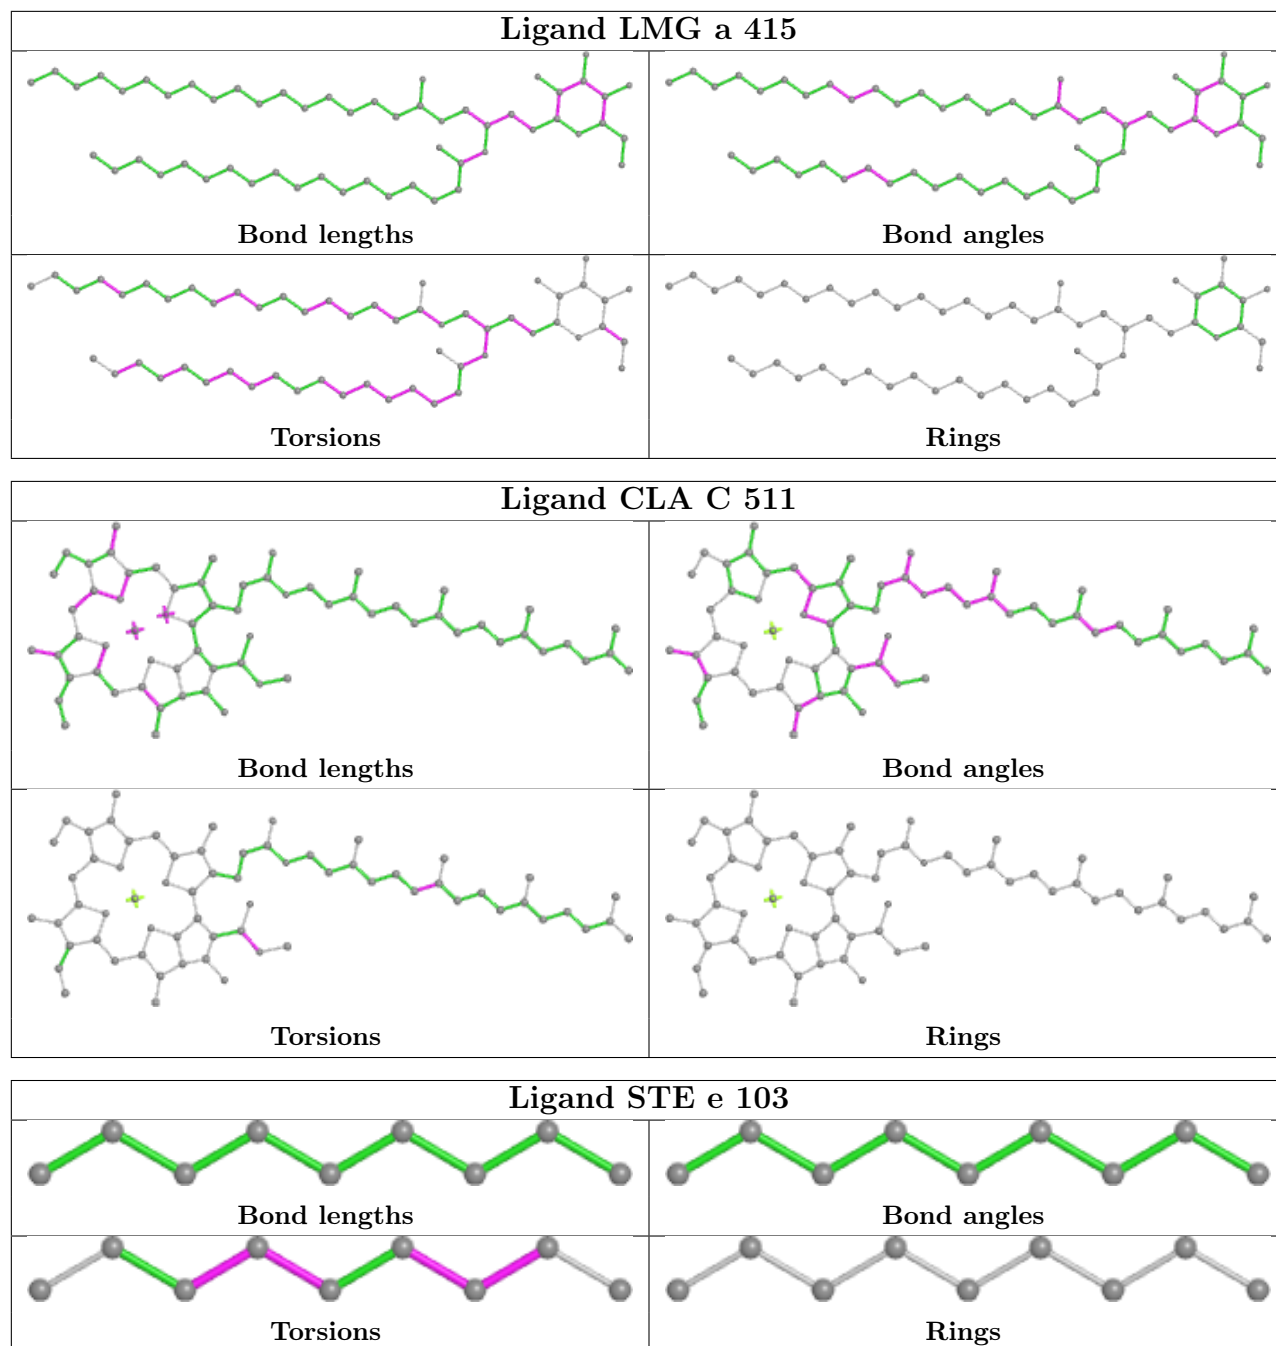 Ligand LMG a 415
Bond lengths
Bond angles
Torsions
Rings
Ligand CLA C 511
Bond lengths
Bond angles
Torsions
Rings
Ligand STE e 103
Bond lengths
Bond angles
Torsions
Rings